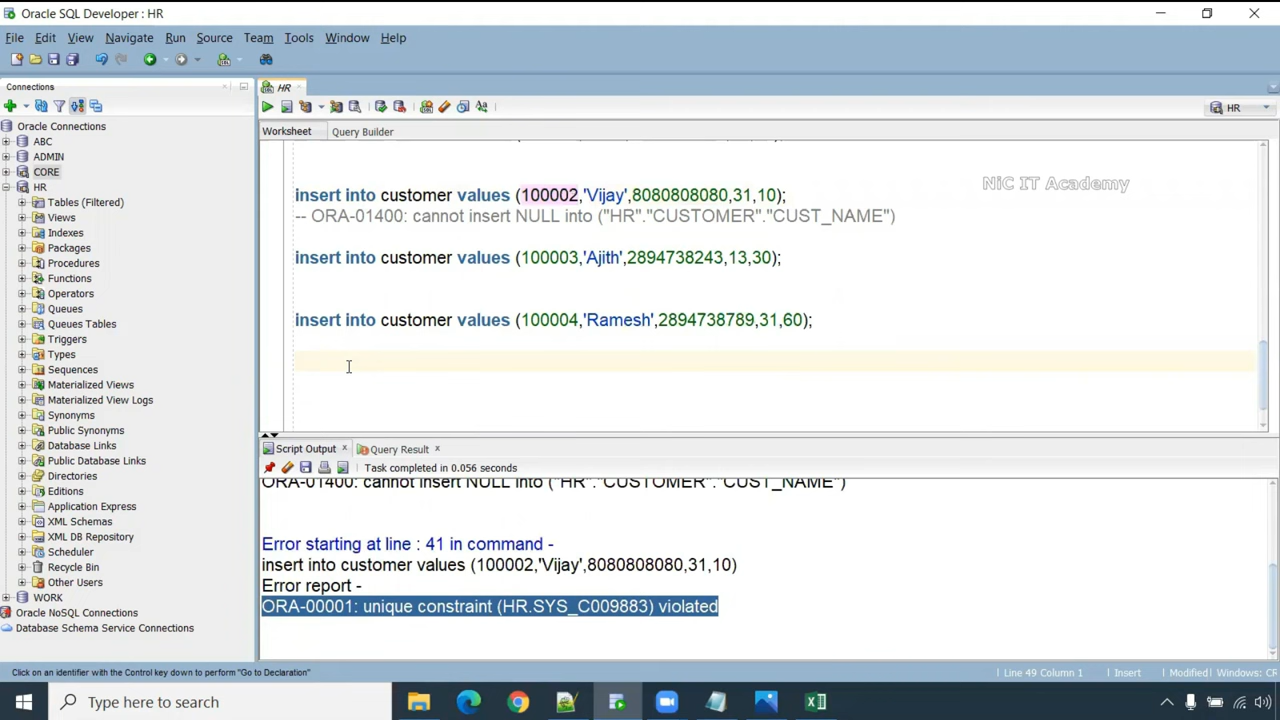 Oracle SQL Developer : HR
File Edit View Navigate Run Source Team Tools Window Help
Connections
HR
HR
Worksheet Query Builder
Oracle Connections
ABC
ADMIN
CORE
HR
Tables (Filtered)
Views
Indexes
Packages
Procedures
Functions
Operators
Queues
Queues Tables
Triggers
Types
Sequences
Materialized Views
Materialized View Logs
Synonyms
Public Synonyms
Database Links
Public Database Links
Directories
Editions
Application Express
XML Schemas
XML DB Repository
Scheduler
Recycle Bin
Other Users
WORK
Oracle NoSQL Connections
Database Schema Service Connections
NiC IT Academy
insert into customer values (100002,'Vijay',8080808080,31,10);
-- ORA-01400: cannot insert NULL into ("HR"."CUSTOMER"."CUST_NAME")
insert into customer values (100003,'Ajith',2894738243,13,30);
insert into customer values (100004,'Ramesh',2894738789,31,60);
Script Output Query Result
Task completed in 0.056 seconds
ORA-01400: cannot insert NULL into ("HR"."CUSTOMER"."CUST_NAME")
Error starting at line : 41 in command -
insert into customer values (100002,'Vijay',8080808080,31,10)
Error report -
ORA-00001: unique constraint (HR.SYS_C009883) violated
Click on an identifier with the Control key down to perform "Go to Declaration"
Line 49 Column 1 Insert Modified Windows: CR
Type here to search